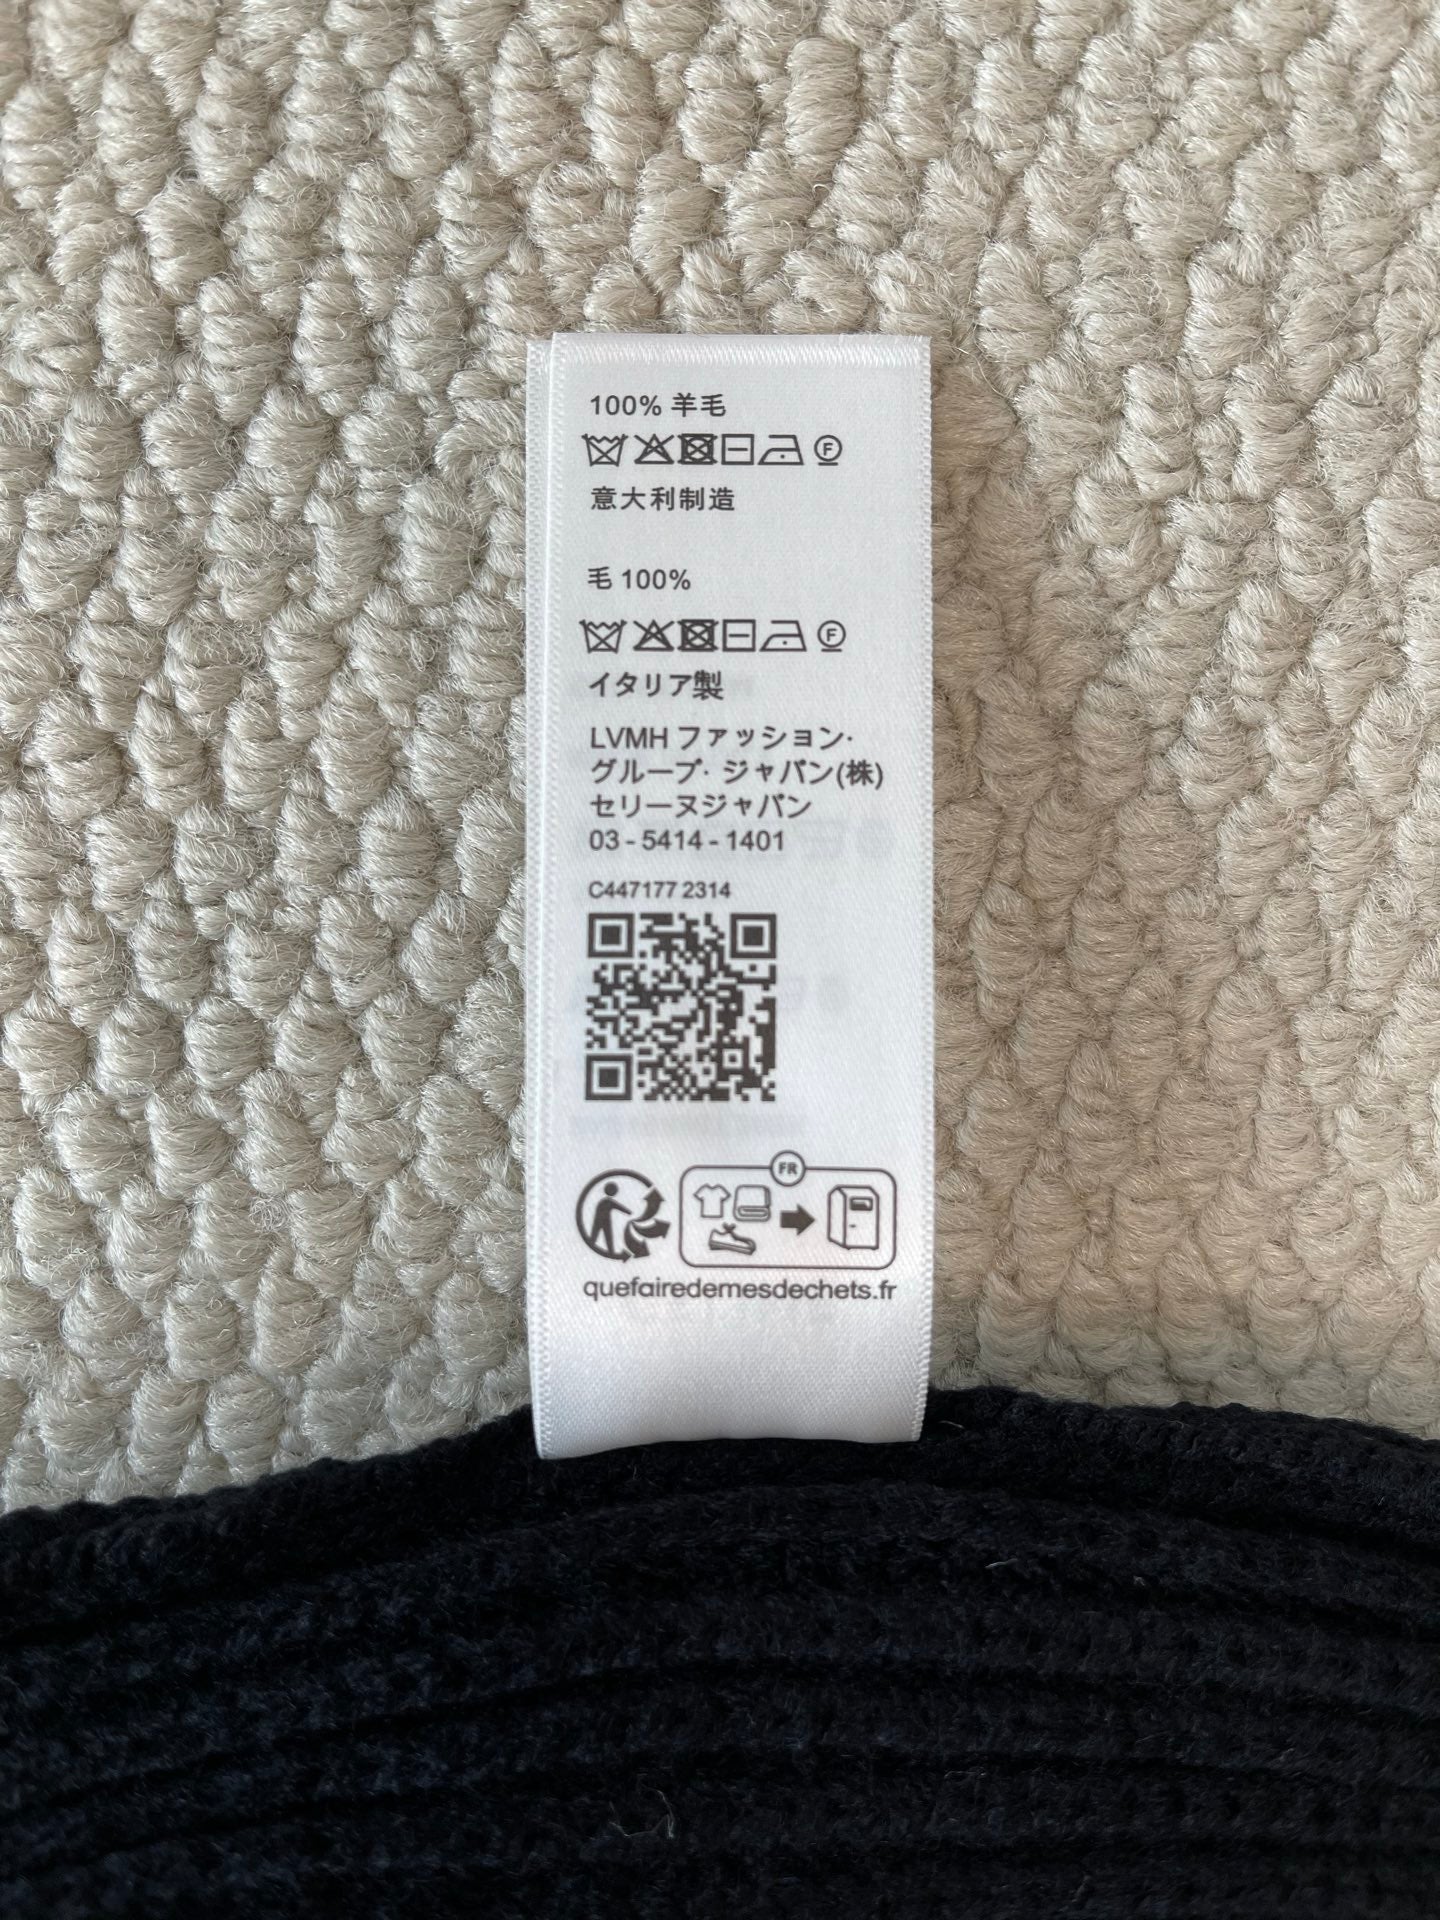 100% 羊毛
F
意大利制造
毛 100%
F
イタリア製
LVMH ファッション·
グループ· ジャパン(株)
セリーヌジャパン
03 - 5414 - 1401
C447177 2314
FR
quefairedemesdechets.fr